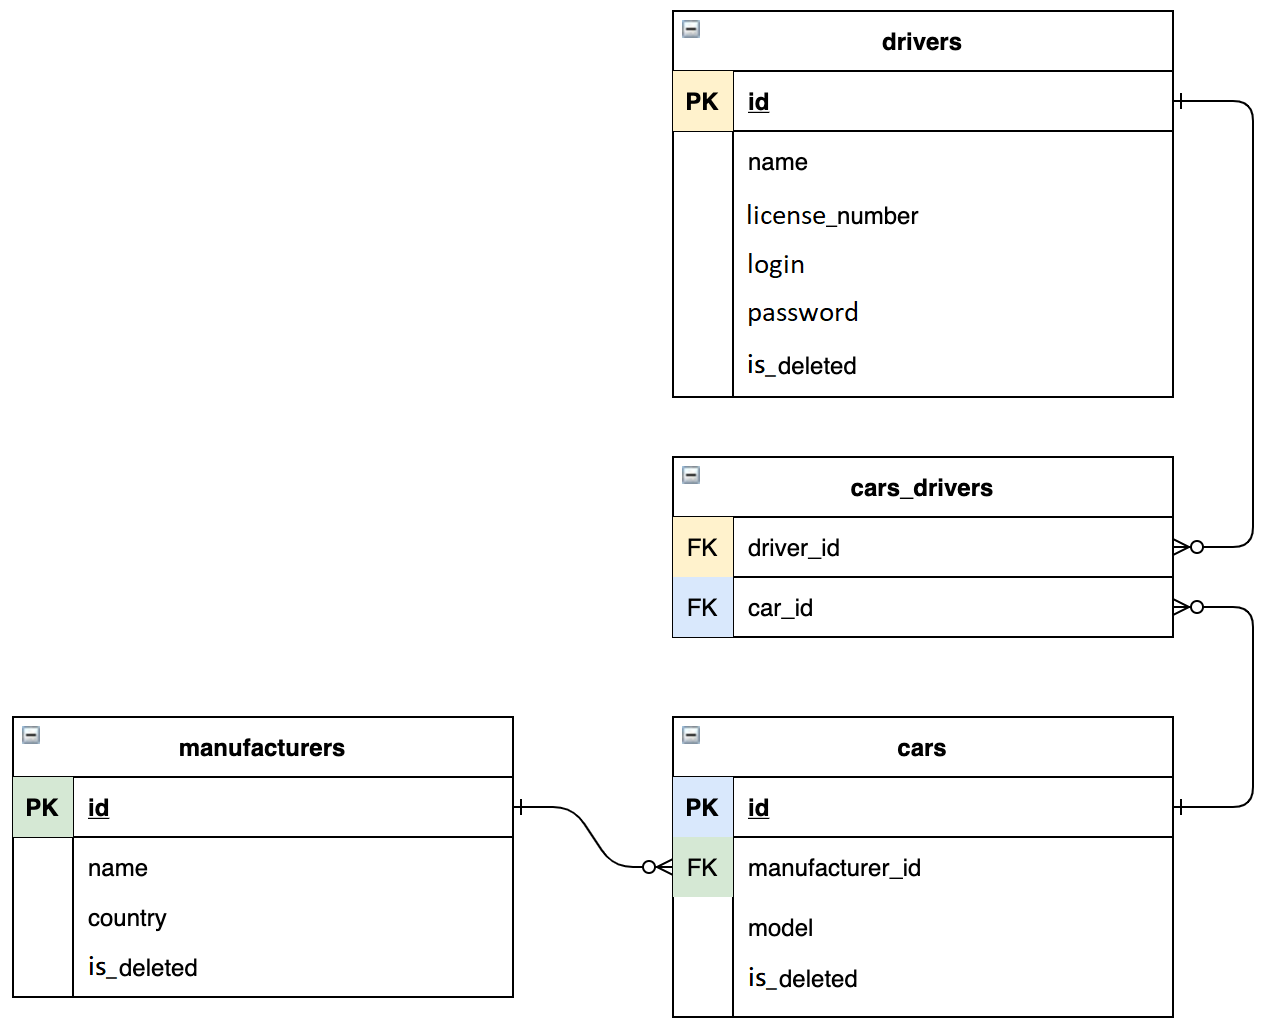 drivers
PK id
name
license_number
login
password
is_deleted
cars_drivers
FK driver_id
FK car_id
manufacturers
PK id
name
country
is_deleted
cars
PK id
FK manufacturer_id
model
is_deleted